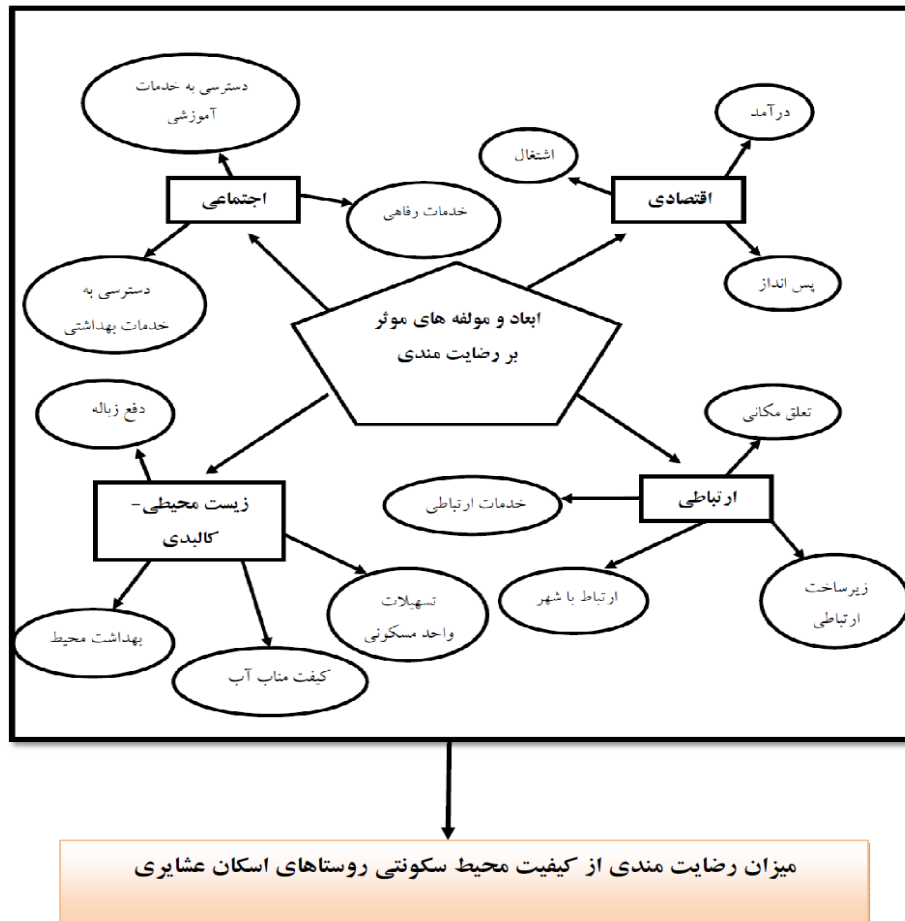 دسترسی به خدمات
آموزشی
درآمد
اشتغال
اجتماعی
اقتصادی
خدمات رفاهی
دسترسی به
خدمات بهداشتی
پس انداز
ابعاد و مولفه های موثر
بر رضایت مندی
دفع زباله
تعلق مکانی
زیست محیطی-
کالبدی
خدمات ارتباطی
ارتباطی
تسهیلات
واحد مسکونی
ارتباط با شهر
زیرساخت
ارتباطی
بهداشت محیط
کیفت مناب آب
میزان رضایت مندی از کیفیت محیط سکونتی روستاهای اسکان عشایری